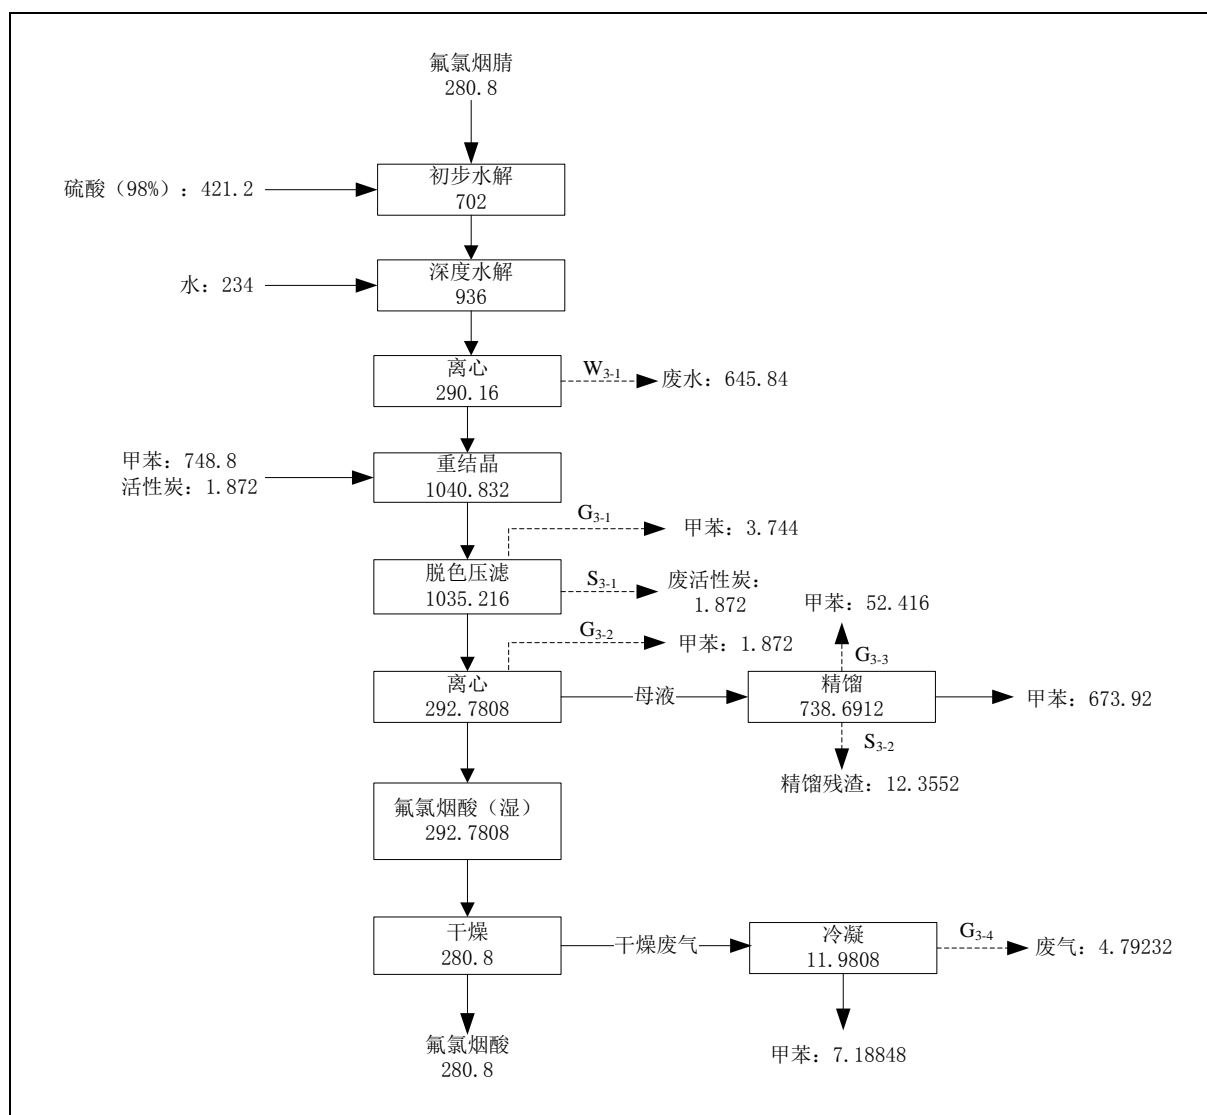 氟氯烟腈
280.8
硫酸（98%）：421.2
初步水解
702
水：234
深度水解
936
离心
290.16
W3-1
废水：645.84
甲苯：748.8
活性炭：1.872
重结晶
1040.832
G3-1
甲苯：3.744
脱色压滤
1035.216
S3-1
废活性炭：
1.872
甲苯：52.416
G3-2
甲苯：1.872
G3-3
离心
292.7808
母液
精馏
738.6912
甲苯：673.92
S3-2
精馏残渣：12.3552
氟氯烟酸（湿）
292.7808
干燥
280.8
干燥废气
冷凝
11.9808
G3-4
废气：4.79232
氟氯烟酸
280.8
甲苯：7.18848